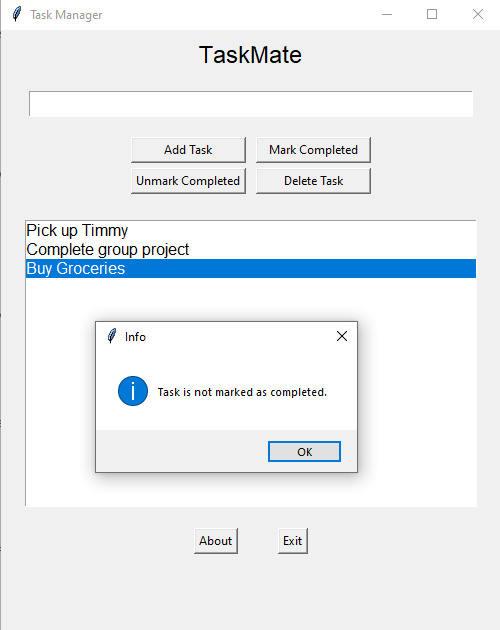 Task Manager
TaskMate
Add Task Mark Completed
Unmark Completed Delete Task
Pick up Timmy
Complete group project
Buy Groceries
Info
Task is not marked as completed.
OK
About Exit